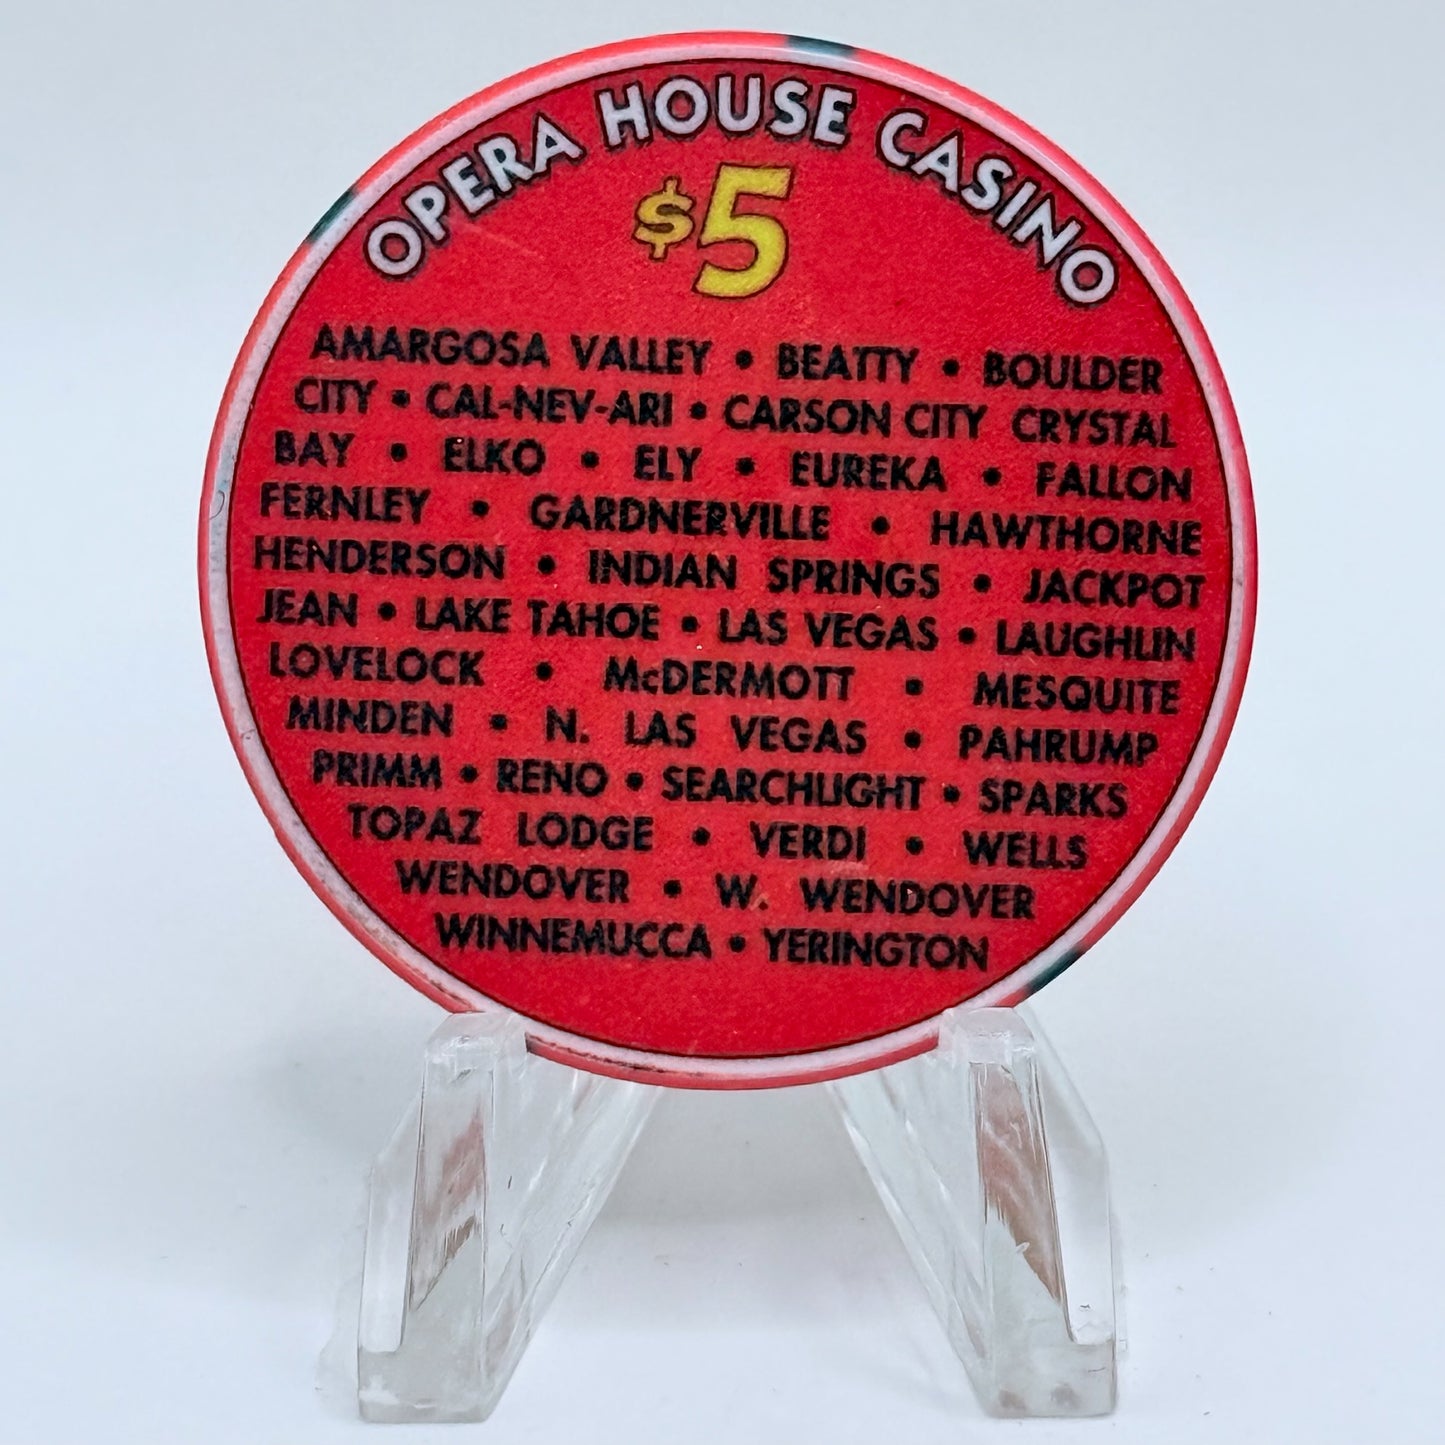 OPERA HOUSE CASINO
$5
AMARGOSA VALLEY • BEATTY • BOULDER
CITY • CAL-NEV-ARI • CARSON CITY CRYSTAL
BAY • ELKO • ELY • EUREKA • FALLON
FERNLEY • GARDNERVILLE • HAWTHORNE
HENDERSON • INDIAN SPRINGS • JACKPOT
JEAN • LAKE TAHOE • LAS VEGAS • LAUGHLIN
LOVELOCK • McDERMOTT • MESQUITE
MINDEN • N. LAS VEGAS • PAHRUMP
PRIMM • RENO • SEARCHLIGHT • SPARKS
TOPAZ LODGE • VERDI • WELLS
WENDOVER • W. WENDOVER
WINNEMUCCA • YERINGTON